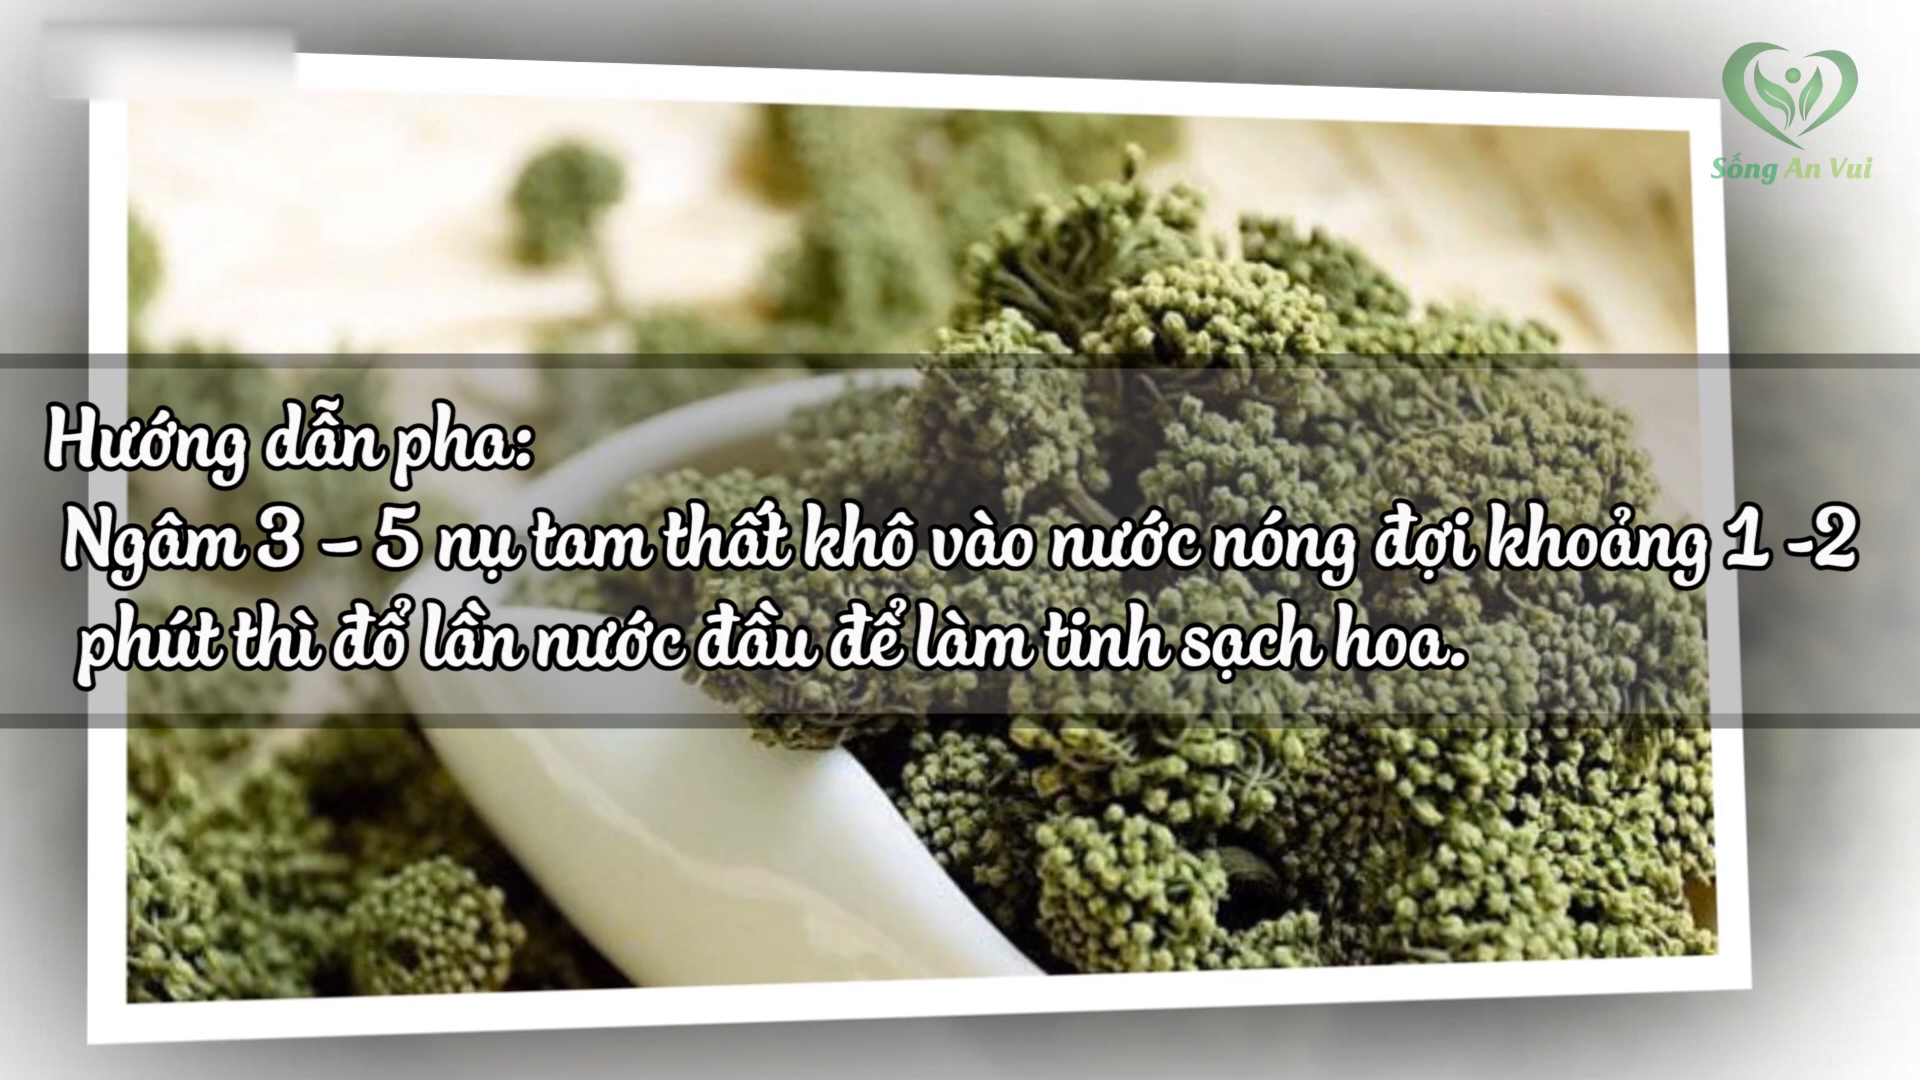 Sống An Vui
Hướng dẫn pha:
Ngâm 3 – 5 nụ tam thất khô vào nước nóng đợi khoảng 1 -2
phút thì đổ lần nước đầu để làm tinh sạch hoa.